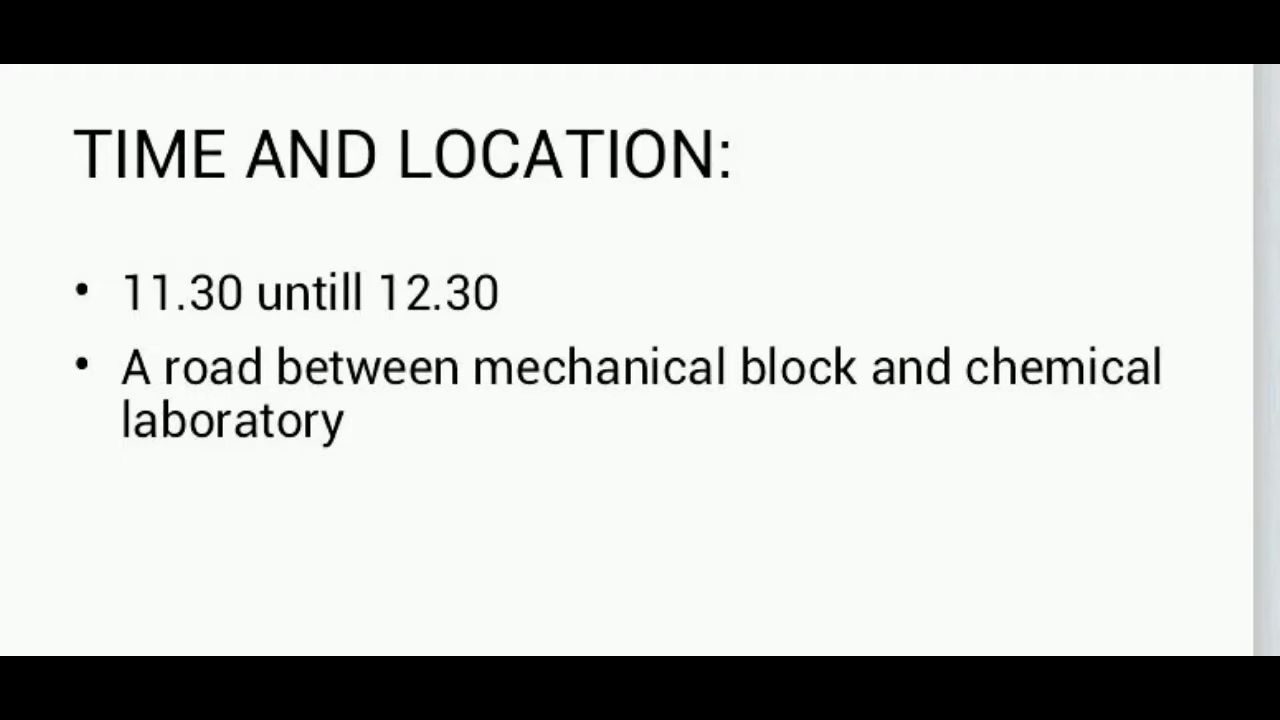 TIME AND LOCATION:
• 11.30 untill 12.30
• A road between mechanical block and chemical
laboratory